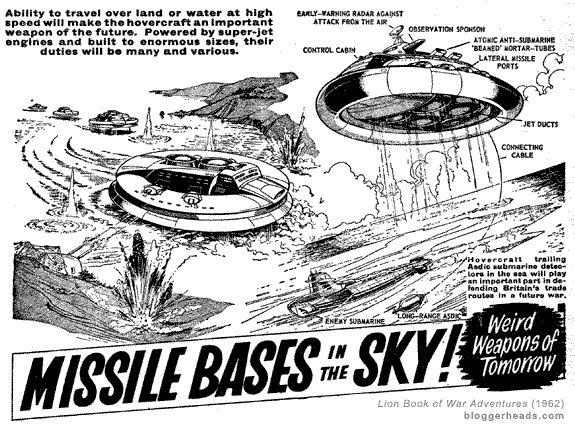 Ability to travel over land or water at high
speed will make the hovercraft an important
weapon of the future. Powered by super-jet
engines and built to enormous sizes, their
duties will be many and various.
EARLY-WARNING RADAR AGAINST
ATTACK FROM THE AIR
OBSERVATION SPONSON
CONTROL CABIN
ATOMIC ANTI-SUBMARINE
'BEAMED' MORTAR-TUBES
LATERAL MISSILE
PORTS
JET DUCTS
CONNECTING
CABLE
Hovercraft trailing
Asdic submarine detec-
tors in the sea will play
an important part in de-
fending Britain's trade
routes in a future war.
ENEMY SUBMARINE
LONG-RANGE ASDIC
MISSILE BASES IN THE SKY!
Weird
Weapons of
Tomorrow
Lion Book of War Adventures (1962)
bloggerheads.com